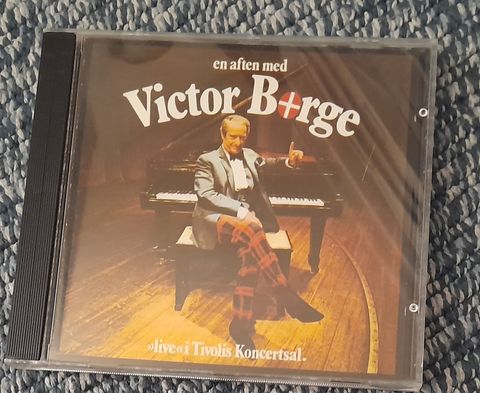 en aften med
Victor Borge
»live« i Tivolis Koncertsal.